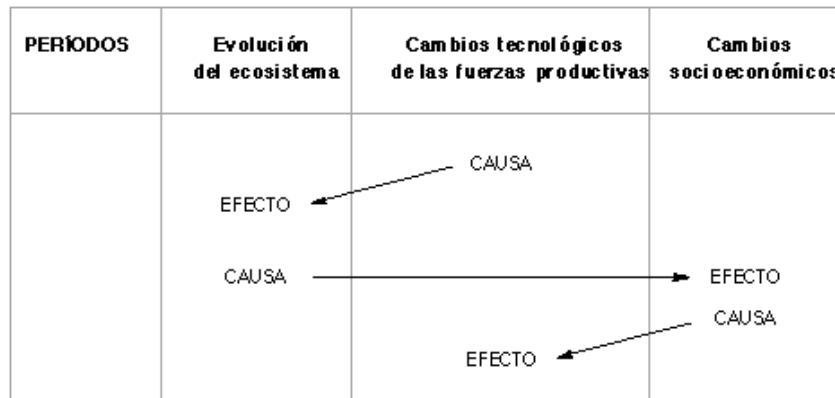 PERÍODOS
Evolución
del ecosistema
Cambios tecnológicos
de las fuerzas productivas
Cambios
socioeconómicos
CAUSA
EFECTO
CAUSA
EFECTO
CAUSA
EFECTO